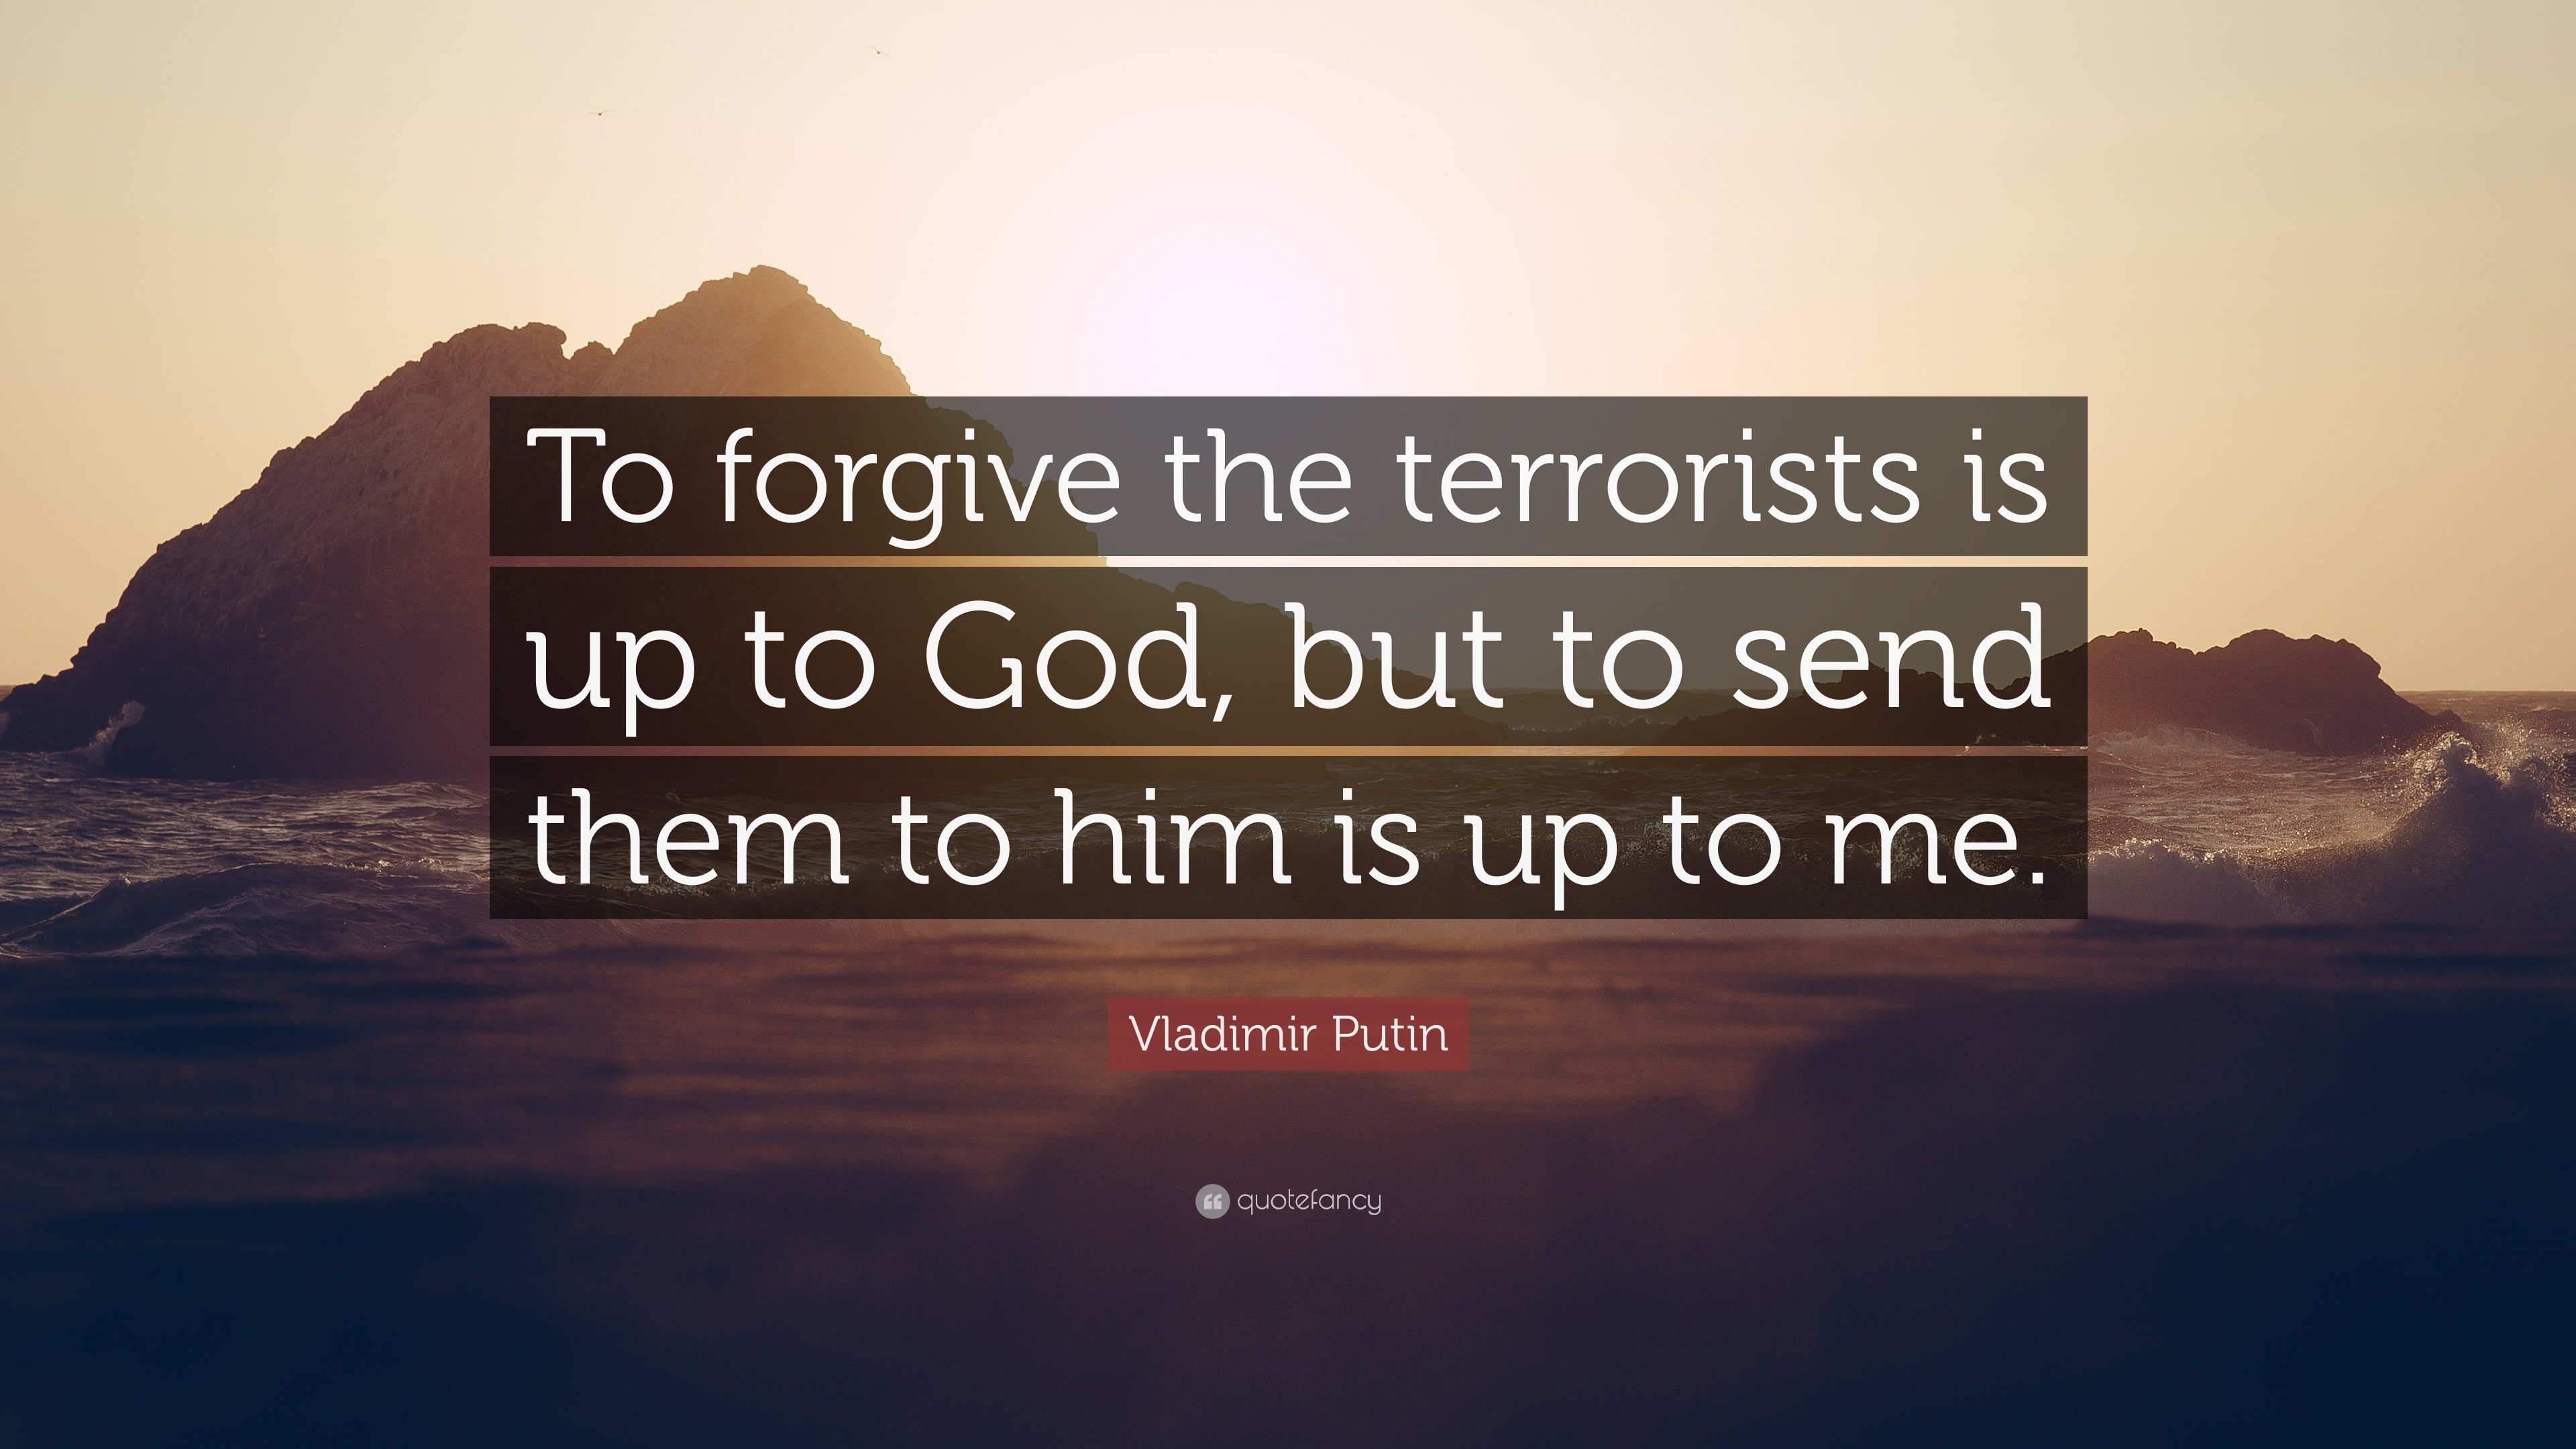 To forgive the terrorists is
up to God, but to send
them to him is up to me.
Vladimir Putin
quotefancy